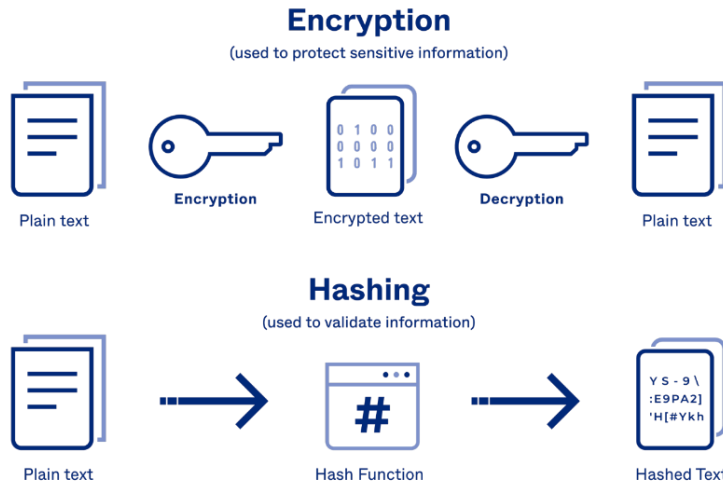 Encryption
(used to protect sensitive information)
0 1 0 0
0 0 0 0
1 0 1 1
Encryption
Decryption
Plain text
Encrypted text
Plain text
Hashing
(used to validate information)
#
Y S - 9 \
:E9PA2]
'H[#Ykh
Plain text
Hash Function
Hashed Text